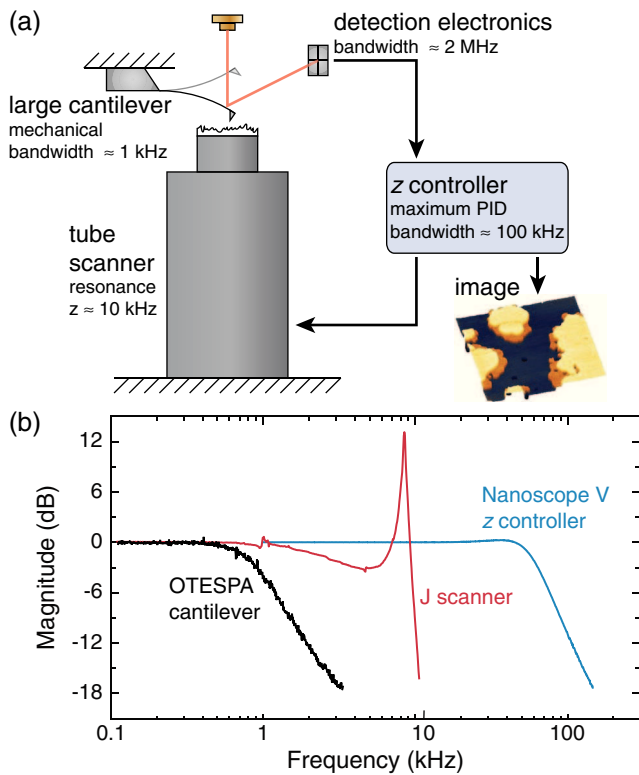 (a)
detection electronics
bandwidth ≈ 2 MHz
large cantilever
mechanical
bandwidth ≈ 1 kHz
z controller
maximum PID
bandwidth ≈ 100 kHz
tube
scanner
resonance
z ≈ 10 kHz
image
(b)
12
6
0
-6
-12
-18
Magnitude (dB)
Nanoscope V
z controller
OTESPA
cantilever
J scanner
0.1
1
10
100
Frequency (kHz)